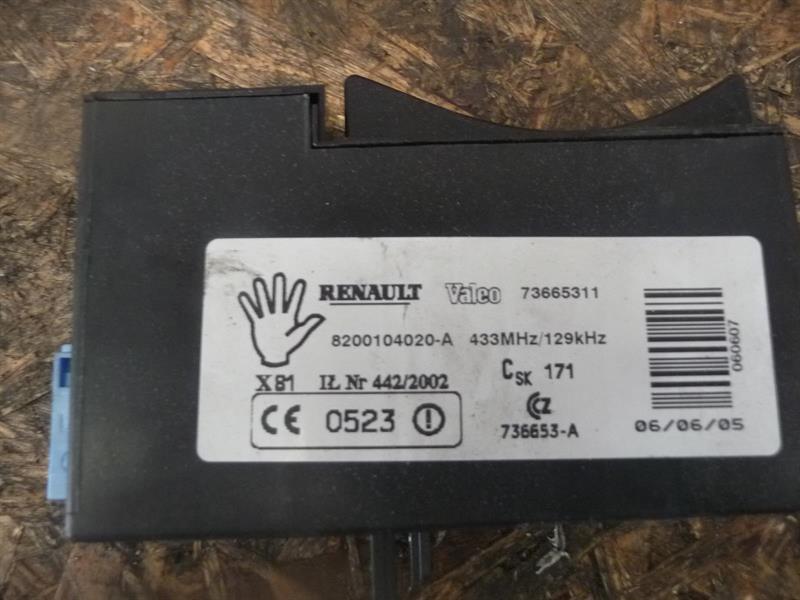 RENAULT Valeo 73665311
8200104020-A 433MHz/129kHz
X81 IŁ Nr 442/2002 CSK 171
CE 0523
CZ
736653-A
060607
06/06/05